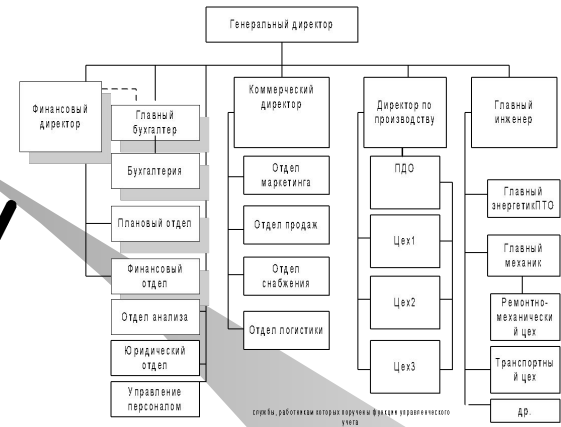 Генеральный директор
Финансовый
директор
Главный
бухгалтер
Бухгалтерия
Плановый отдел
Финансовый
отдел
Отдел анализа
Юридический
отдел
Управление
персоналом
Коммерческий
директор
Отдел
маркетинга
Отдел продаж
Отдел
снабжения
Отдел логистики
Директор по
производству
ПДО
Цех1
Цех2
Цех3
Главный
инженер
Главный
энергетикПТО
Главный
механик
Ремонтно-
механически
й цех
Транспортны
й цех
др.
службы, работникам которых поручены функции управленческого
учета